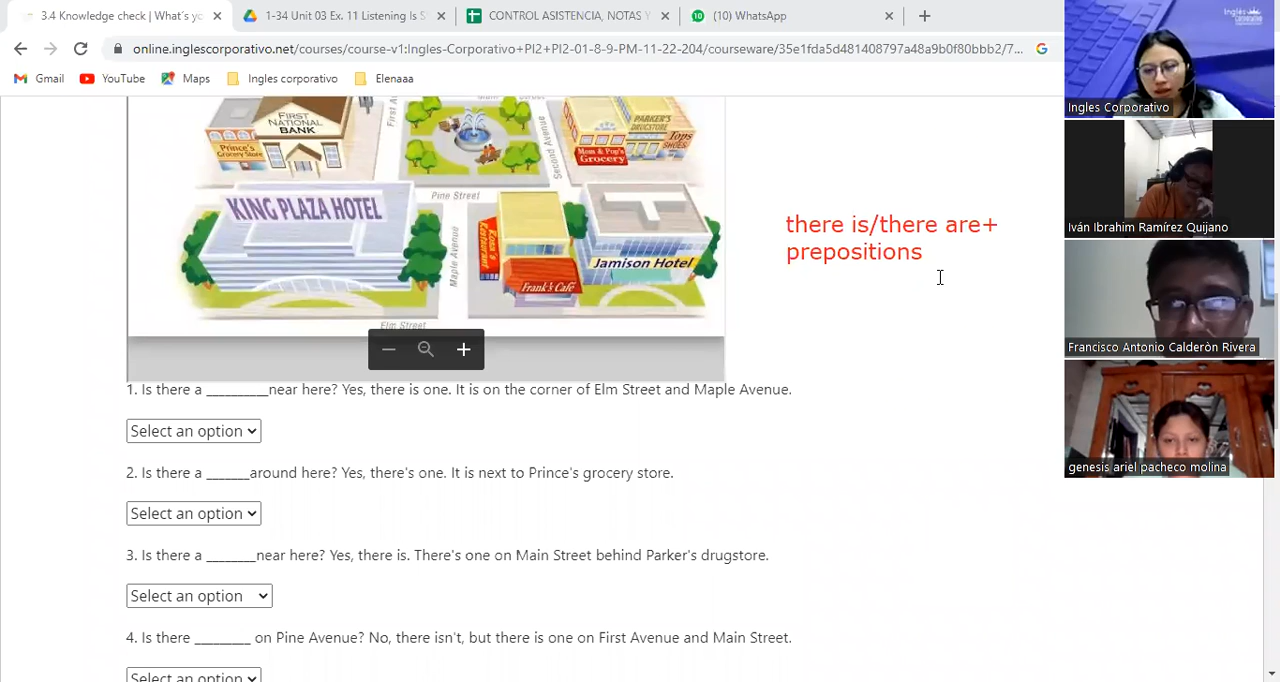 3.4 Knowledge check | What's yo
1-34 Unit 03 Ex. 11 Listening Is S
CONTROL ASISTENCIA, NOTAS Y
(10) WhatsApp
online.inglescorporativo.net/courses/course-v1:Ingles-Corporativo+PI2+PI2-01-8-9-PM-11-22-204/courseware/35e1fda5d481408797a48a9b0f80bbb2/7...
Gmail YouTube Maps Ingles corporativo Elenaaa
FIRST
NATIONAL
BANK
Prince's
Grocery Store
Second Avenue
PARKER'S
DRUGSTORE
Tops
SHOES
Mom & Pop's
Grocery
Pine Street
KING PLAZA HOTEL
Maple Avenue
Rosa's
Restaurant
Frank's Café
Jamison Hotel
Elm Street
there is/there are+
prepositions
1. Is there a __________near here? Yes, there is one. It is on the corner of Elm Street and Maple Avenue.
Select an option
2. Is there a _______around here? Yes, there's one. It is next to Prince's grocery store.
Select an option
3. Is there a ________near here? Yes, there is. There's one on Main Street behind Parker's drugstore.
Select an option
4. Is there _________ on Pine Avenue? No, there isn't, but there is one on First Avenue and Main Street.
Select an option
Ingles Corporativo
Iván Ibrahim Ramírez Quijano
Francisco Antonio Calderòn Rivera
genesis ariel pacheco molina